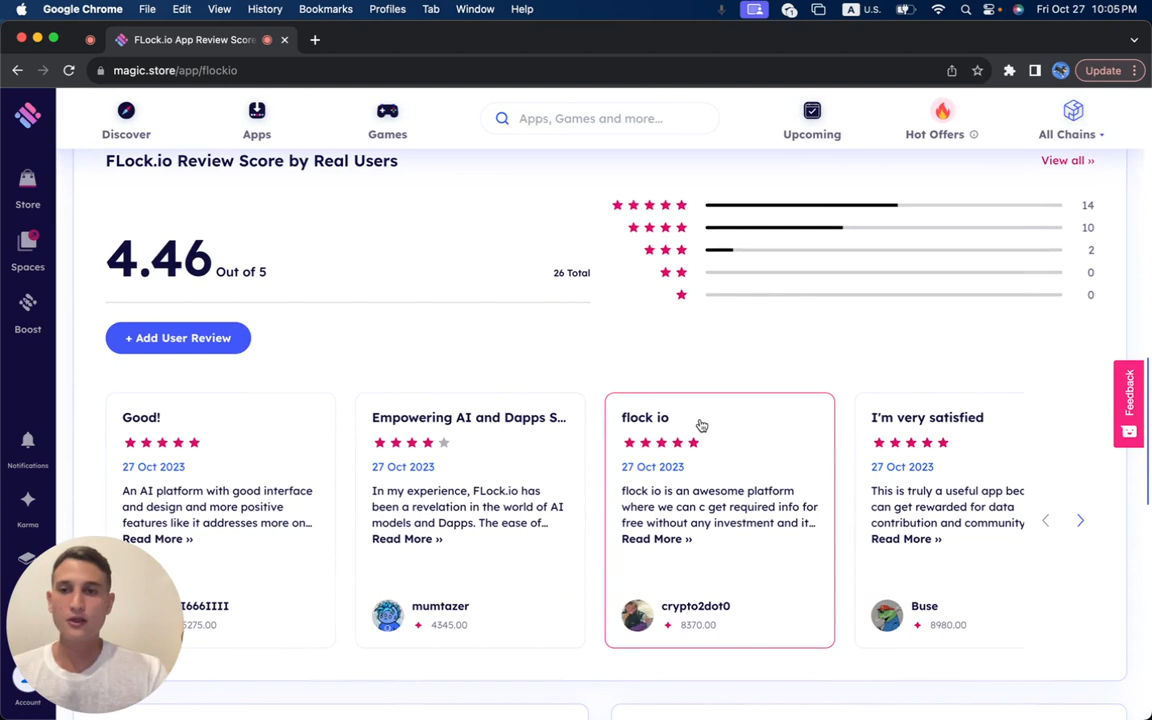 Google Chrome File Edit View History Bookmarks Profiles Tab Window Help A U.S. Fri Oct 27 10:05 PM
FLock.io App Review Scor
magic.store/app/flockio
Update
Discover
Apps
Games
Apps, Games and more...
Upcoming
Hot Offers
All Chains
Store
Spaces
Boost
Notifications
Karma
Account
FLock.io Review Score by Real Users
View all ››
4.46 Out of 5
26 Total
14
10
2
0
0
+ Add User Review
Feedback
Good!
27 Oct 2023
An AI platform with good interface
and design and more positive
features like it addresses more on...
Read More ››
I666IIII
5275.00
Empowering AI and Dapps S...
27 Oct 2023
In my experience, FLock.io has
been a revelation in the world of AI
models and Dapps. The ease of...
Read More ››
mumtazer
4345.00
flock io
27 Oct 2023
flock io is an awesome platform
where we can c get required info for
free without any investment and it...
Read More ››
crypto2dot0
8370.00
I'm very satisfied
27 Oct 2023
This is truly a useful app bec
can get rewarded for data
contribution and community
Read More ››
Buse
8980.00